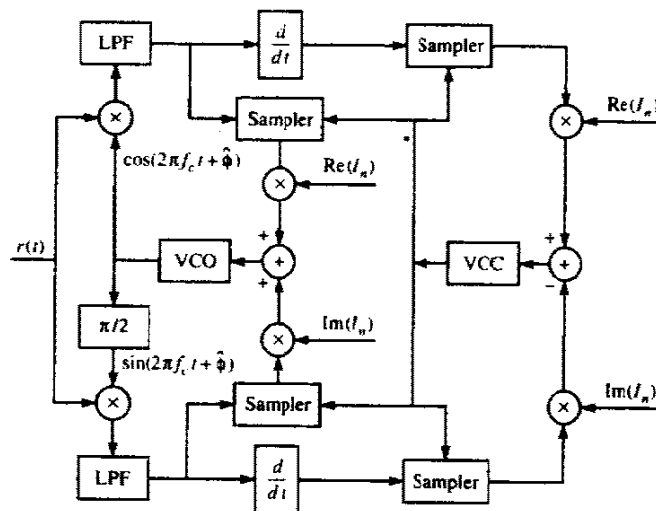 LPF
d
dt
Sampler
Sampler
×
×
Re(I_n)
cos(2πf_c t + φ̂)
×
Re(I_n)
r(t)
VCO
+
+
+
VCC
+
+
−
π/2
×
Im(I_n)
sin(2πf_c t + φ̂)
×
Sampler
×
Im(I_n)
LPF
d
dt
Sampler